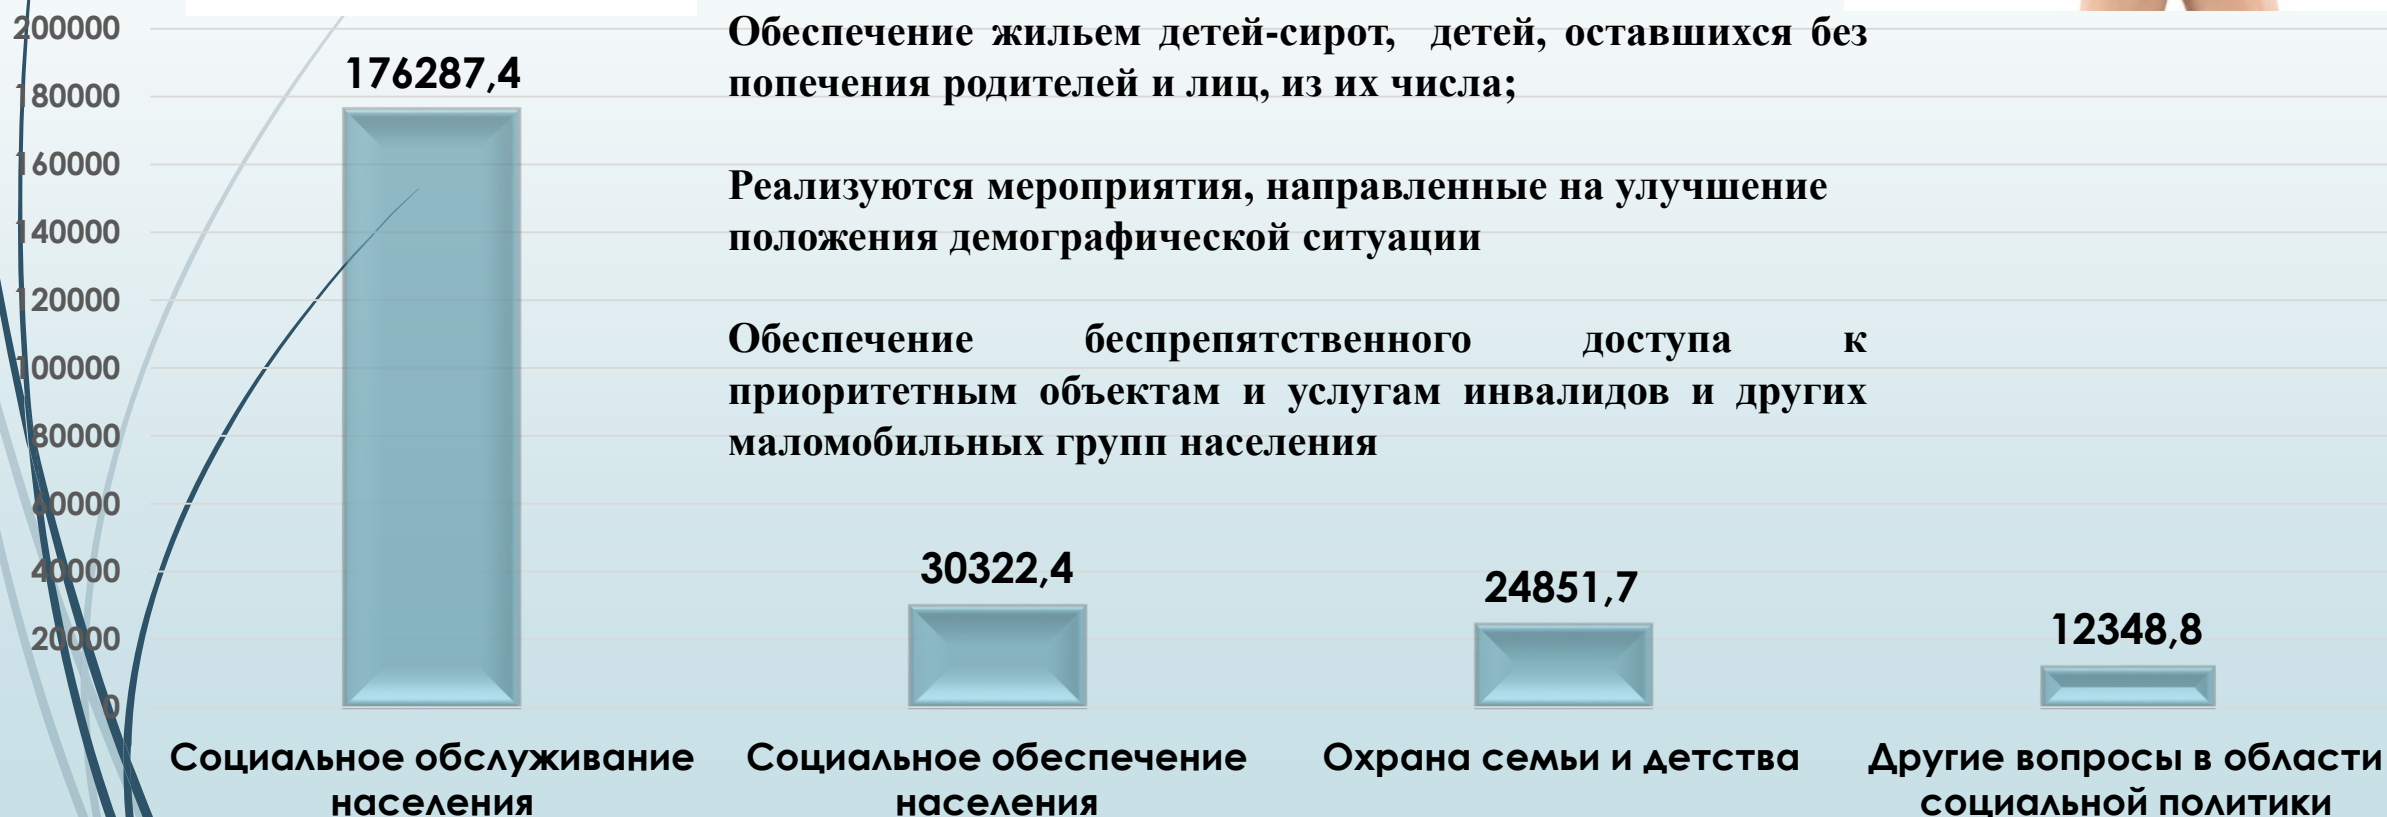 200000
180000
160000
140000
120000
100000
80000
60000
40000
20000
0
176287,4
30322,4
24851,7
12348,8
Обеспечение жильем детей-сирот, детей, оставшихся без
попечения родителей и лиц, из их числа;
Реализуются мероприятия, направленные на улучшение
положения демографической ситуации
Обеспечение беспрепятственного доступа к
приоритетным объектам и услугам инвалидов и других
маломобильных групп населения
Социальное обслуживание
населения
Социальное обеспечение
населения
Охрана семьи и детства
Другие вопросы в области
социальной политики